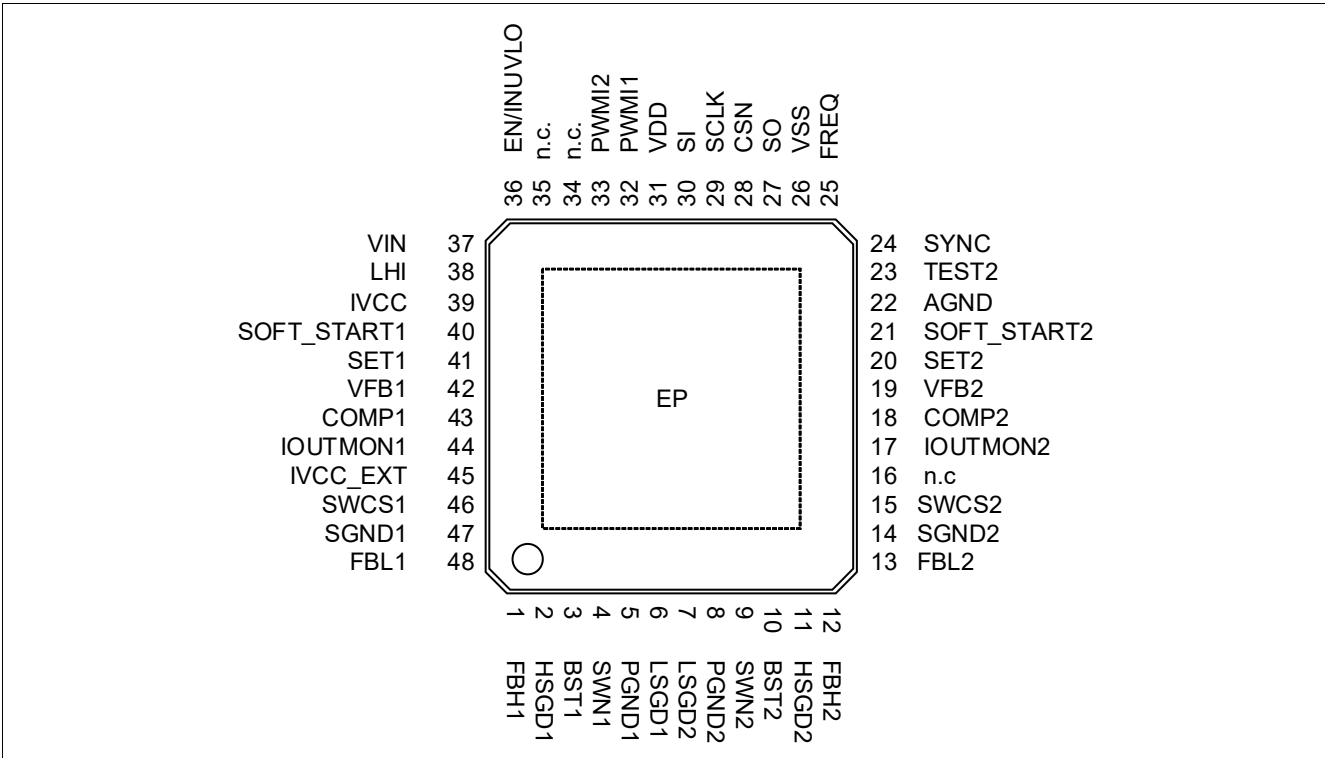 EN/INUVLO
n.c.
n.c.
PWMI2
PWMI1
VDD
SI
SCLK
CSN
SO
VSS
FREQ
36
35
34
33
32
31
30
29
28
27
26
25
VIN 37
LHI 38
IVCC 39
SOFT_START1 40
SET1 41
VFB1 42
COMP1 43
IOUTMON1 44
IVCC_EXT 45
SWCS1 46
SGND1 47
FBL1 48
EP
24 SYNC
23 TEST2
22 AGND
21 SOFT_START2
20 SET2
19 VFB2
18 COMP2
17 IOUTMON2
16 n.c
15 SWCS2
14 SGND2
13 FBL2
1
2
3
4
5
6
7
8
9
10
11
12
FBH1
HSGD1
BST1
SWN1
PGND1
LSGD1
LSGD2
PGND2
SWN2
BST2
HSGD2
FBH2